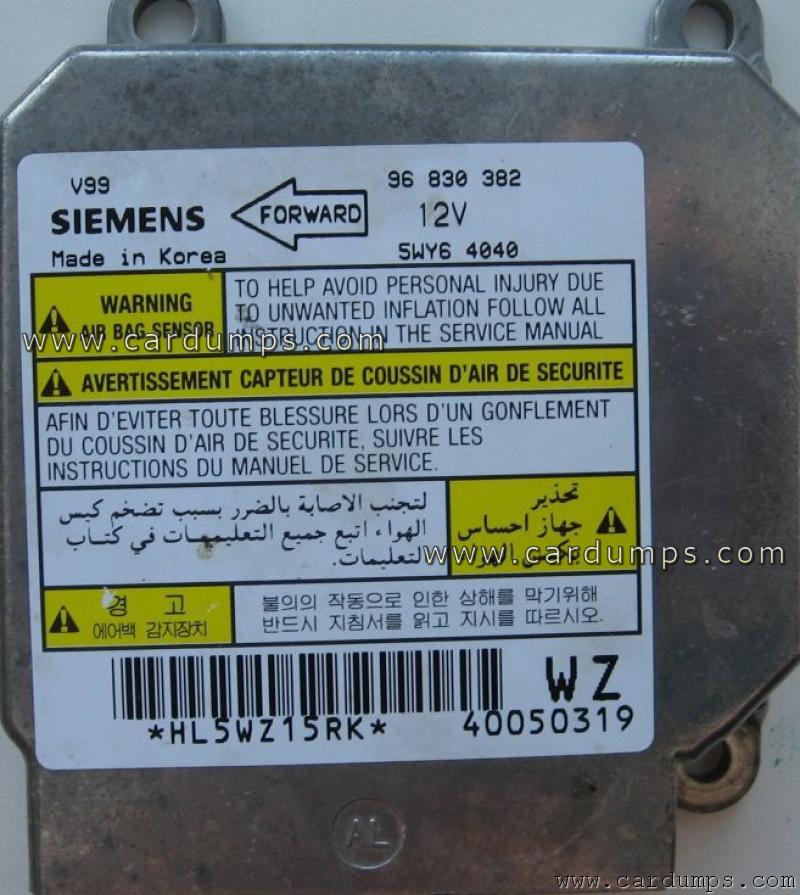 V99
96 830 382
SIEMENS
FORWARD
12V
Made in Korea
5WY6 4040
WARNING
AIR BAG SENSOR
TO HELP AVOID PERSONAL INJURY DUE
TO UNWANTED INFLATION FOLLOW ALL
INSTRUCTION IN THE SERVICE MANUAL
www.cardumps.com
AVERTISSEMENT CAPTEUR DE COUSSIN D'AIR DE SECURITE
AFIN D'EVITER TOUTE BLESSURE LORS D'UN GONFLEMENT
DU COUSSIN D'AIR DE SECURITE, SUIVRE LES
INSTRUCTIONS DU MANUEL DE SERVICE.
تحذير
جهاز احساس
لتجنب الاصابة بالضرر بسبب تضخم كيس
الهواء اتبع جميع التعليمات في كتاب
التعليمات.
www.cardumps.com
경 고
에어백 감지장치
불의의 작동으로 인한 상해를 막기위해
반드시 지침서를 읽고 지시를 따르시오.
WZ
*HL5WZ15RK*
40050319
AL
www.cardumps.com